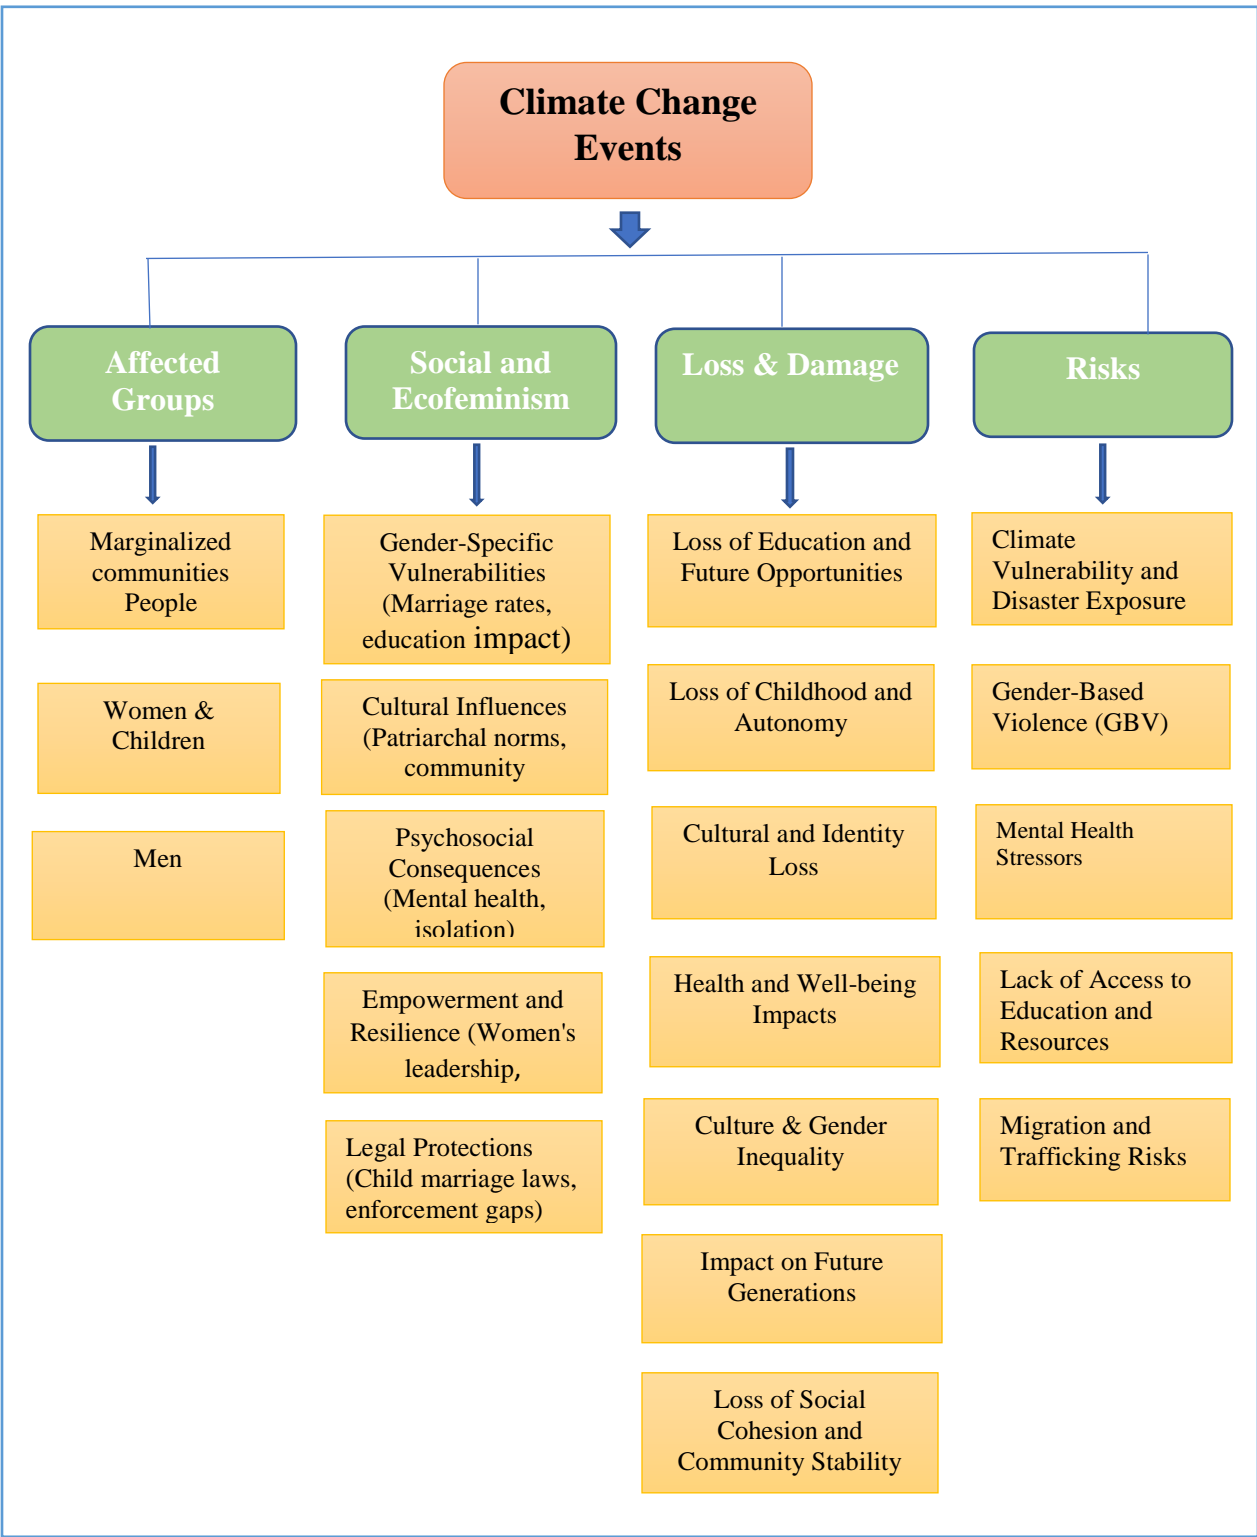 Climate Change
Events
Affected
Groups
Marginalized
communities
People
Women &
Children
Men
Social and
Ecofeminism
Gender-Specific
Vulnerabilities
(Marriage rates,
education impact)
Cultural Influences
(Patriarchal norms,
community
Psychosocial
Consequences
(Mental health,
isolation)
Empowerment and
Resilience (Women's
leadership,
Legal Protections
(Child marriage laws,
enforcement gaps)
Loss & Damage
Loss of Education and
Future Opportunities
Loss of Childhood and
Autonomy
Cultural and Identity
Loss
Health and Well-being
Impacts
Culture & Gender
Inequality
Impact on Future
Generations
Loss of Social
Cohesion and
Community Stability
Risks
Climate
Vulnerability and
Disaster Exposure
Gender-Based
Violence (GBV)
Mental Health
Stressors
Lack of Access to
Education and
Resources
Migration and
Trafficking Risks